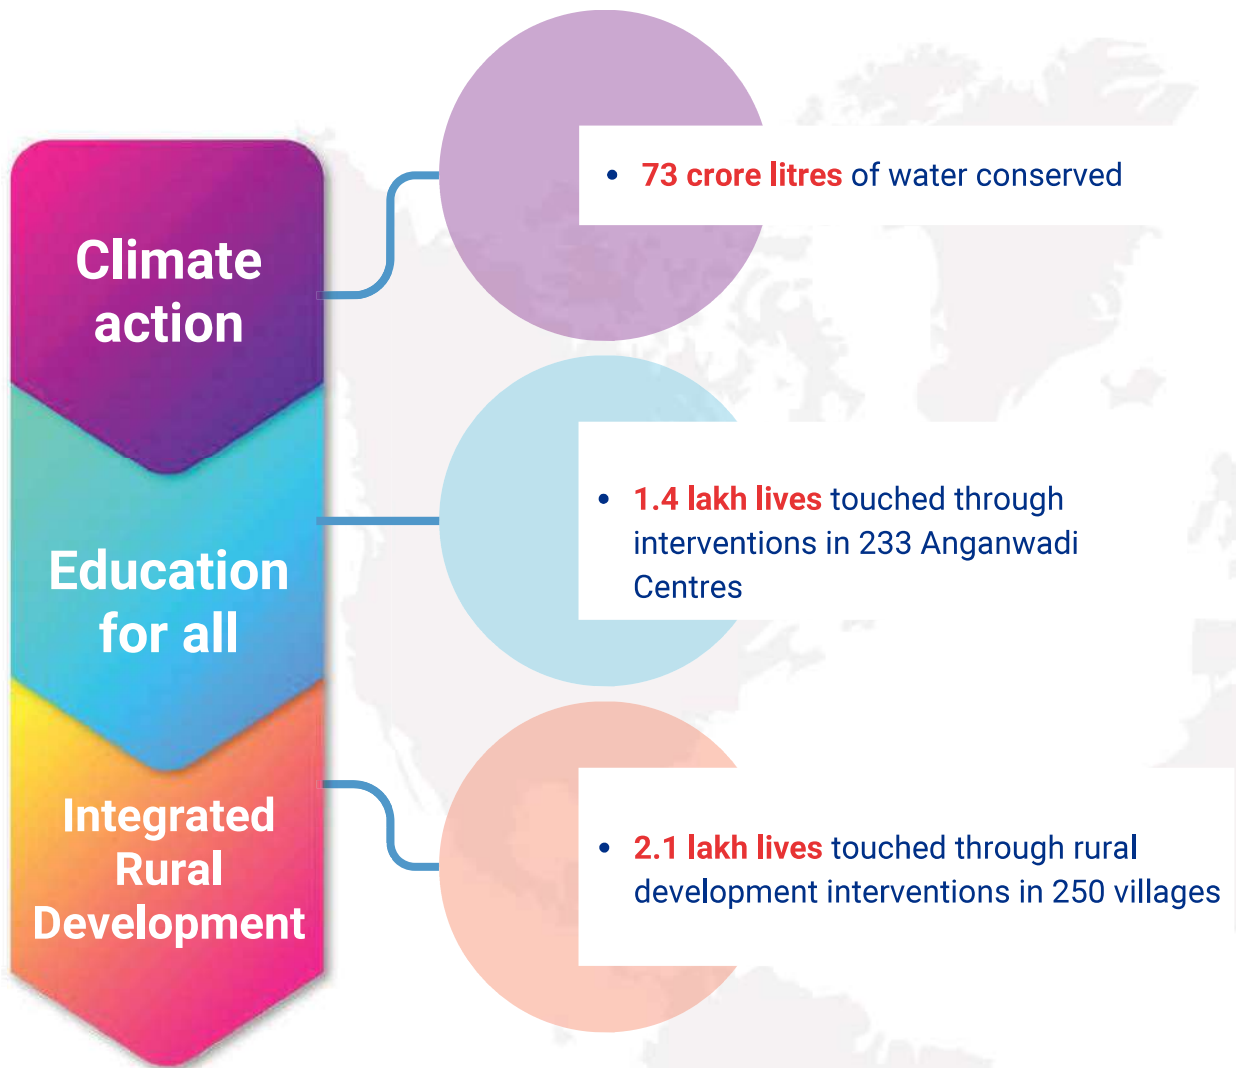 Climate
action
• 73 crore litres of water conserved
Education
for all
• 1.4 lakh lives touched through
interventions in 233 Anganwadi
Centres
Integrated
Rural
Development
• 2.1 lakh lives touched through rural
development interventions in 250 villages